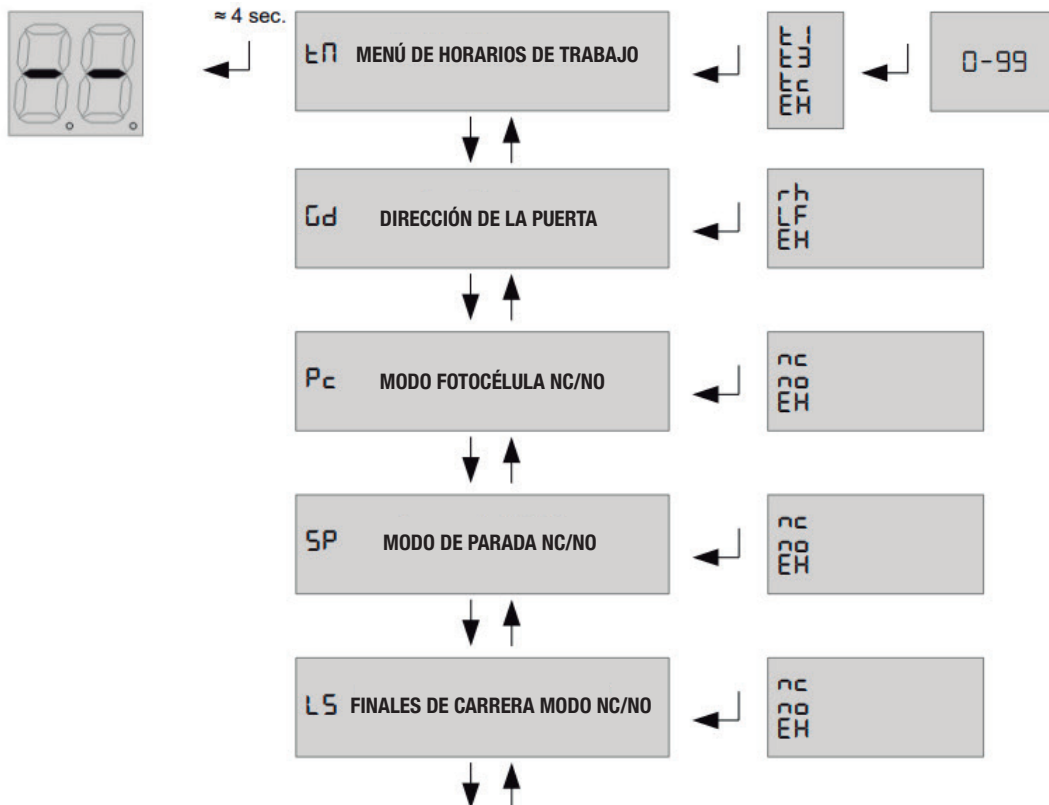 ≈ 4 sec.
tM MENÚ DE HORARIOS DE TRABAJO
t1
t3
tc
EH
0-99
Gd DIRECCIÓN DE LA PUERTA
rh
LF
EH
Pc MODO FOTOCÉLULA NC/NO
nc
no
EH
SP MODO DE PARADA NC/NO
nc
no
EH
LS FINALES DE CARRERA MODO NC/NO
nc
no
EH